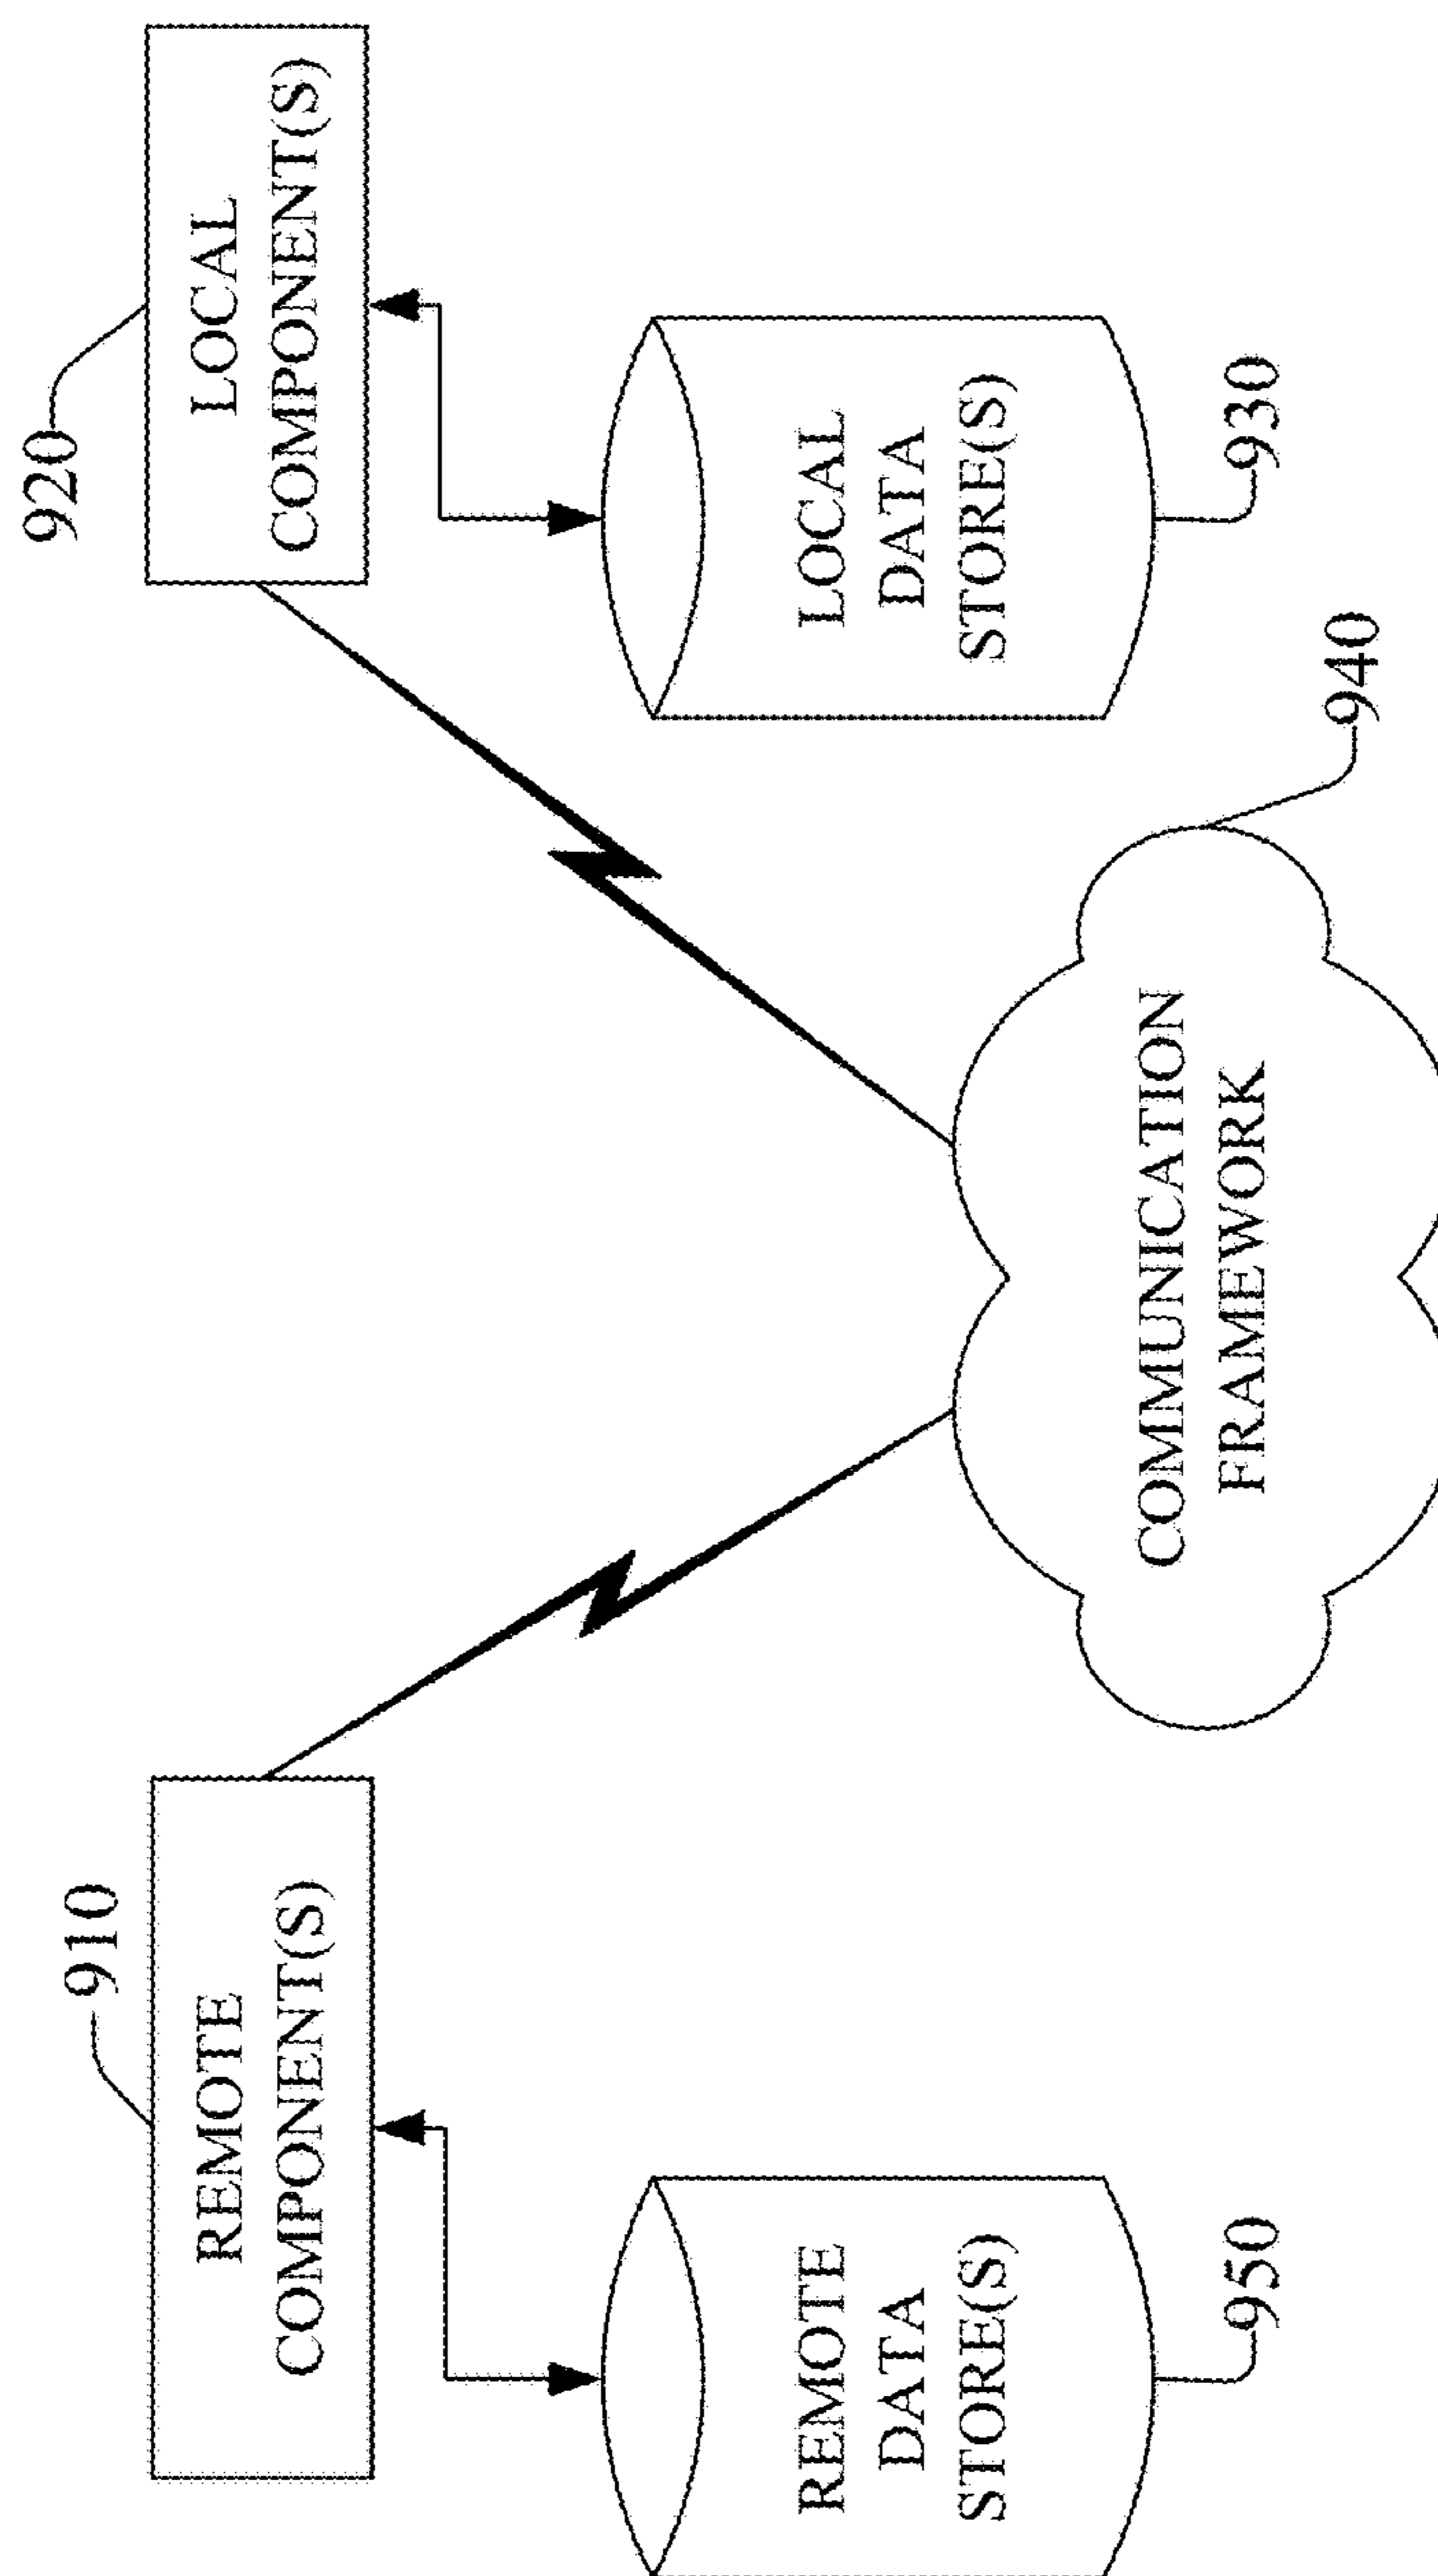 910
REMOTE
COMPONENT(S)
920
LOCAL
COMPONENT(S)
REMOTE
DATA
STORE(S)
950
COMMUNICATION
FRAMEWORK
940
LOCAL
DATA
STORE(S)
930